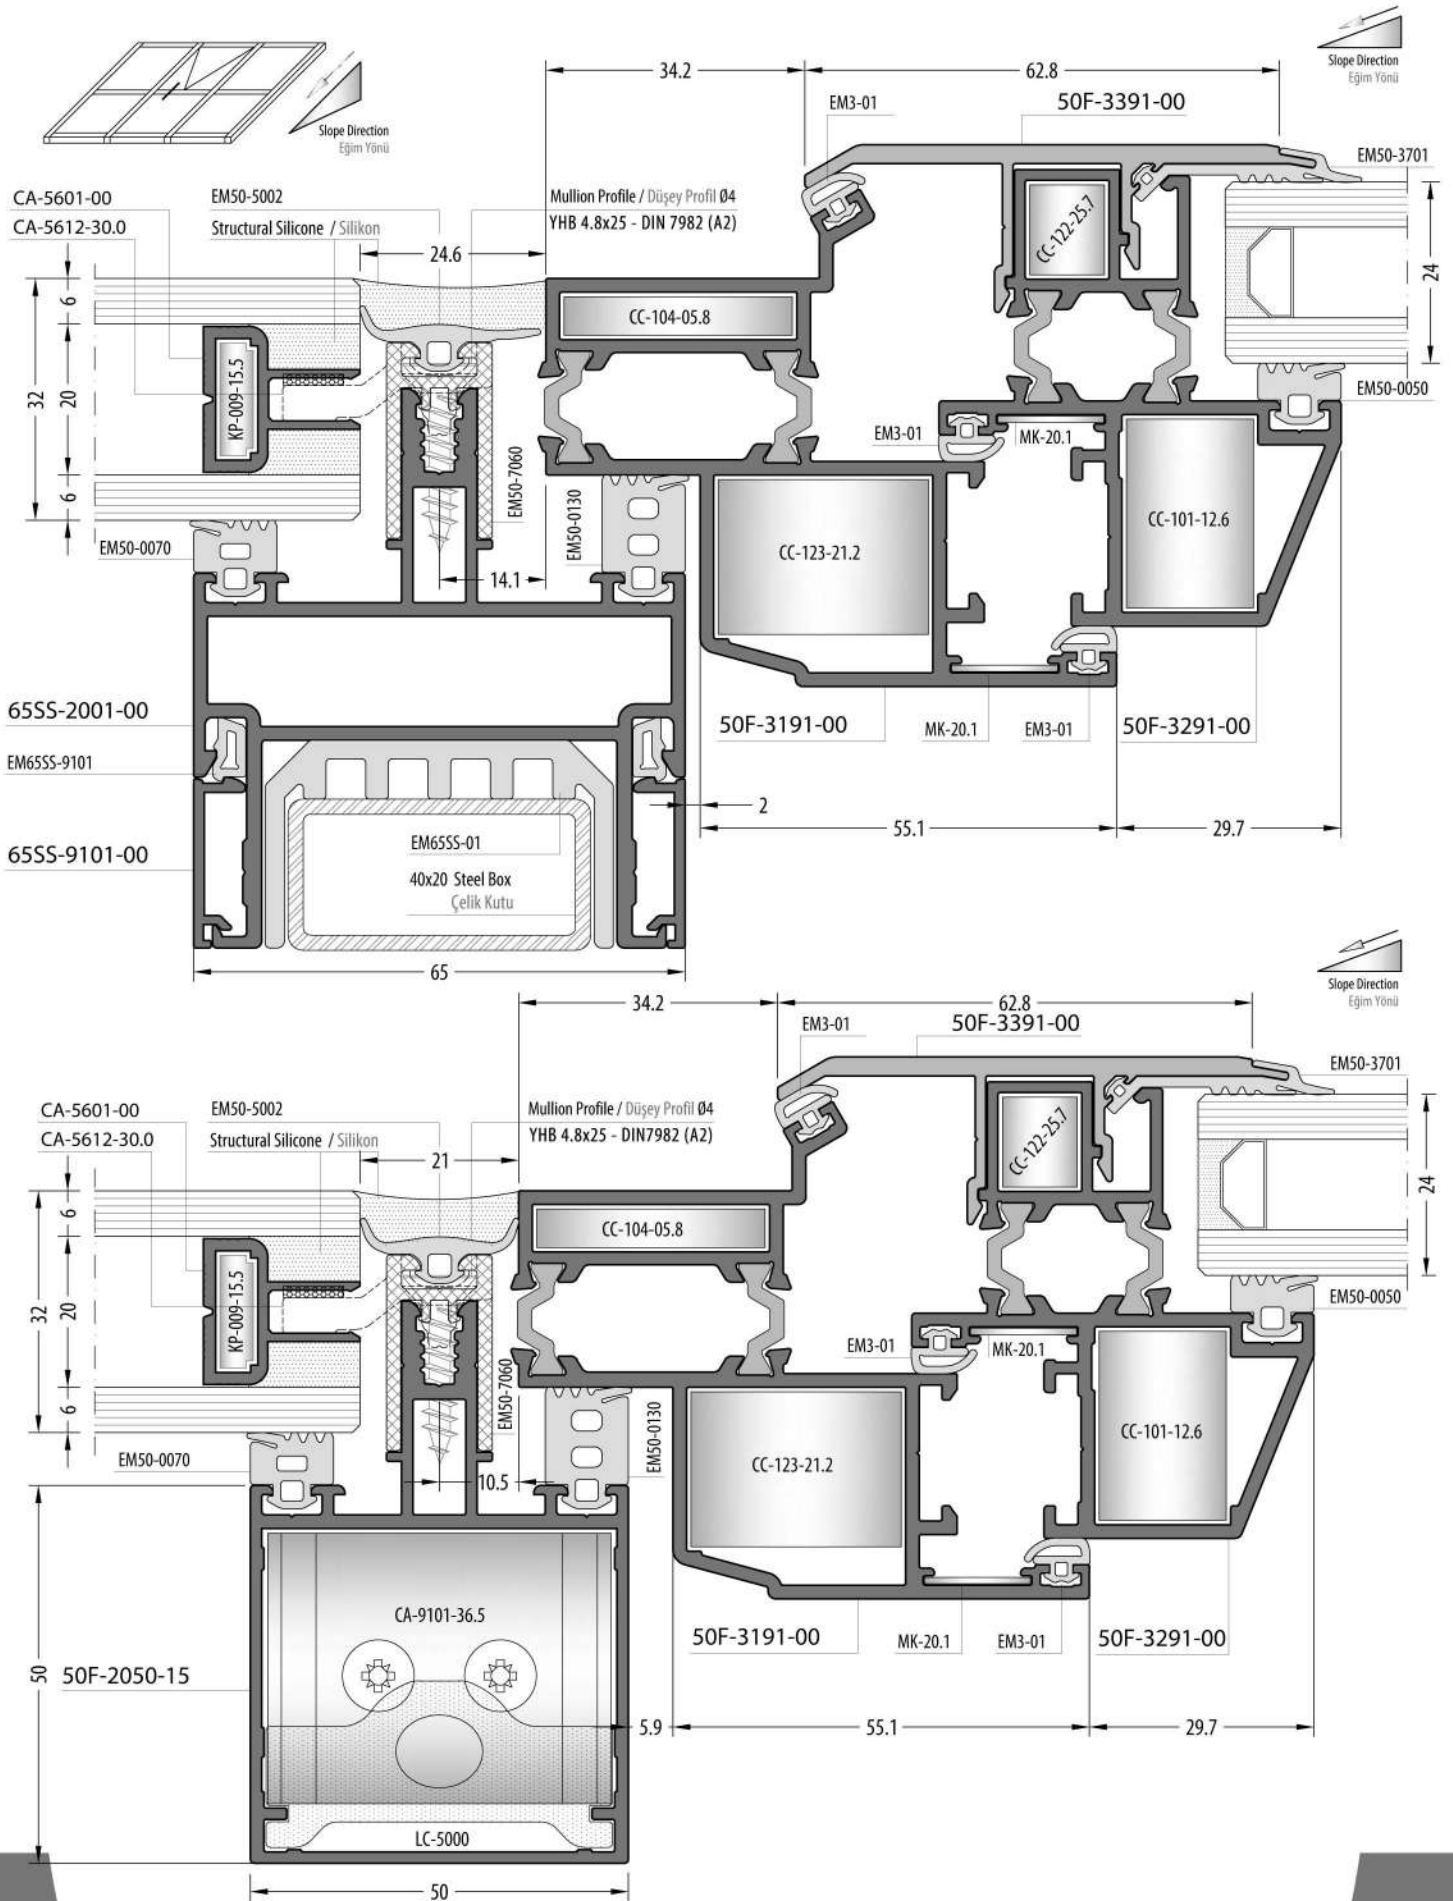 34.2
62.8
Slope Direction
Eğim Yönü
EM3-01
50F-3391-00
Slope Direction
Eğim Yönü
EM50-3701
CA-5601-00
EM50-5002
Mullion Profile / Düşey Profil Ø4
CA-5612-30.0
Structural Silicone / Silikon
YHB 4.8x25 - DIN 7982 (A2)
24.6
CC-122-25.7
24
6
CC-104-05.8
32
20
KP-009-15.5
EM50-0050
EM3-01
MK-20.1
6
EM50-7060
EM50-0130
CC-101-12.6
EM50-0070
CC-123-21.2
14.1
65SS-2001-00
50F-3191-00
MK-20.1
EM3-01
50F-3291-00
EM65SS-9101
2
55.1
29.7
EM65SS-01
65SS-9101-00
40x20 Steel Box
Çelik Kutu
65
Slope Direction
Eğim Yönü
34.2
62.8
EM3-01
50F-3391-00
EM50-3701
CA-5601-00
EM50-5002
Mullion Profile / Düşey Profil Ø4
CA-5612-30.0
Structural Silicone / Silikon
YHB 4.8x25 - DIN7982 (A2)
21
CC-122-25.7
24
6
CC-104-05.8
32
20
KP-009-15.5
EM50-0050
EM3-01
MK-20.1
6
EM50-7060
EM50-0130
CC-101-12.6
EM50-0070
CC-123-21.2
10.5
CA-9101-36.5
50F-3191-00
MK-20.1
EM3-01
50F-3291-00
50
50F-2050-15
5.9
55.1
29.7
LC-5000
50